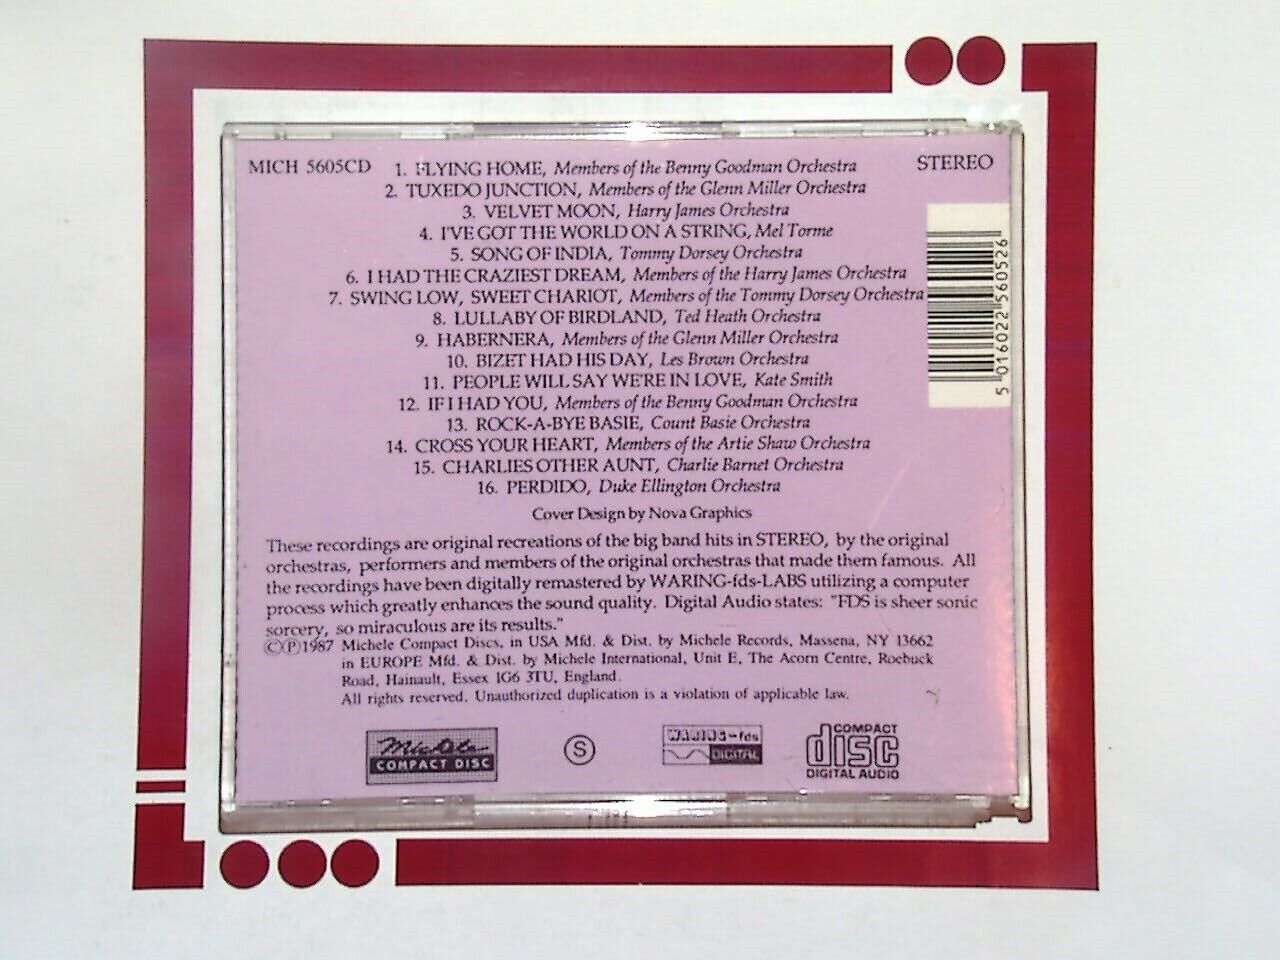 MICH 5605CD
STEREO
1. FLYING HOME, Members of the Benny Goodman Orchestra
2. TUXEDO JUNCTION, Members of the Glenn Miller Orchestra
3. VELVET MOON, Harry James Orchestra
4. I'VE GOT THE WORLD ON A STRING, Mel Torme
5. SONG OF INDIA, Tommy Dorsey Orchestra
6. I HAD THE CRAZIEST DREAM, Members of the Harry James Orchestra
7. SWING LOW, SWEET CHARIOT, Members of the Tommy Dorsey Orchestra
8. LULLABY OF BIRDLAND, Ted Heath Orchestra
9. HABERNERA, Members of the Glenn Miller Orchestra
10. BIZET HAD HIS DAY, Les Brown Orchestra
11. PEOPLE WILL SAY WE'RE IN LOVE, Kate Smith
12. IF I HAD YOU, Members of the Benny Goodman Orchestra
13. ROCK-A-BYE BASIE, Count Basie Orchestra
14. CROSS YOUR HEART, Members of the Artie Shaw Orchestra
15. CHARLIES OTHER AUNT, Charlie Barnet Orchestra
16. PERDIDO, Duke Ellington Orchestra
5 016022 560526
Cover Design by Nova Graphics
These recordings are original recreations of the big band hits in STEREO, by the original
orchestras, performers and members of the original orchestras that made them famous. All
the recordings have been digitally remastered by WARING-fds-LABS utilizing a computer
process which greatly enhances the sound quality. Digital Audio states: "FDS is sheer sonic
sorcery, so miraculous are its results."
©℗1987 Michele Compact Discs, in USA Mfd. & Dist. by Michele Records, Massena, NY 13662
in EUROPE Mfd. & Dist. by Michele International, Unit E, The Acorn Centre, Roebuck
Road, Hainault, Essex IG6 3TU, England.
All rights reserved. Unauthorized duplication is a violation of applicable law.
Michele
COMPACT DISC
S
WARING-fds
DIGITAL
COMPACT
disc
DIGITAL AUDIO